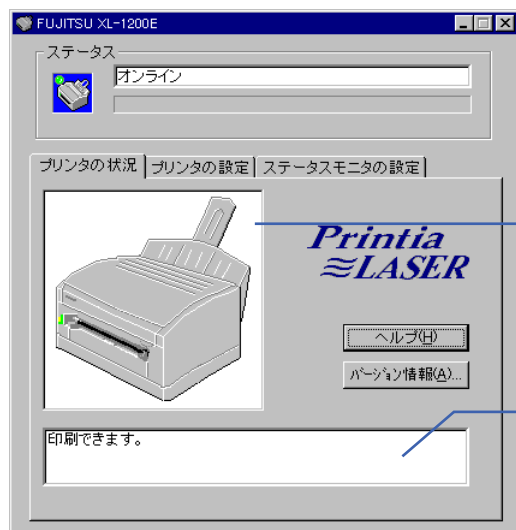 FUJITSU XL-1200E
ステータス
オンライン
プリンタの状況 プリンタの設定 ステータスモニタの設定
Printia
LASER
ヘルプ(H)
バージョン情報(A)...
印刷できます。